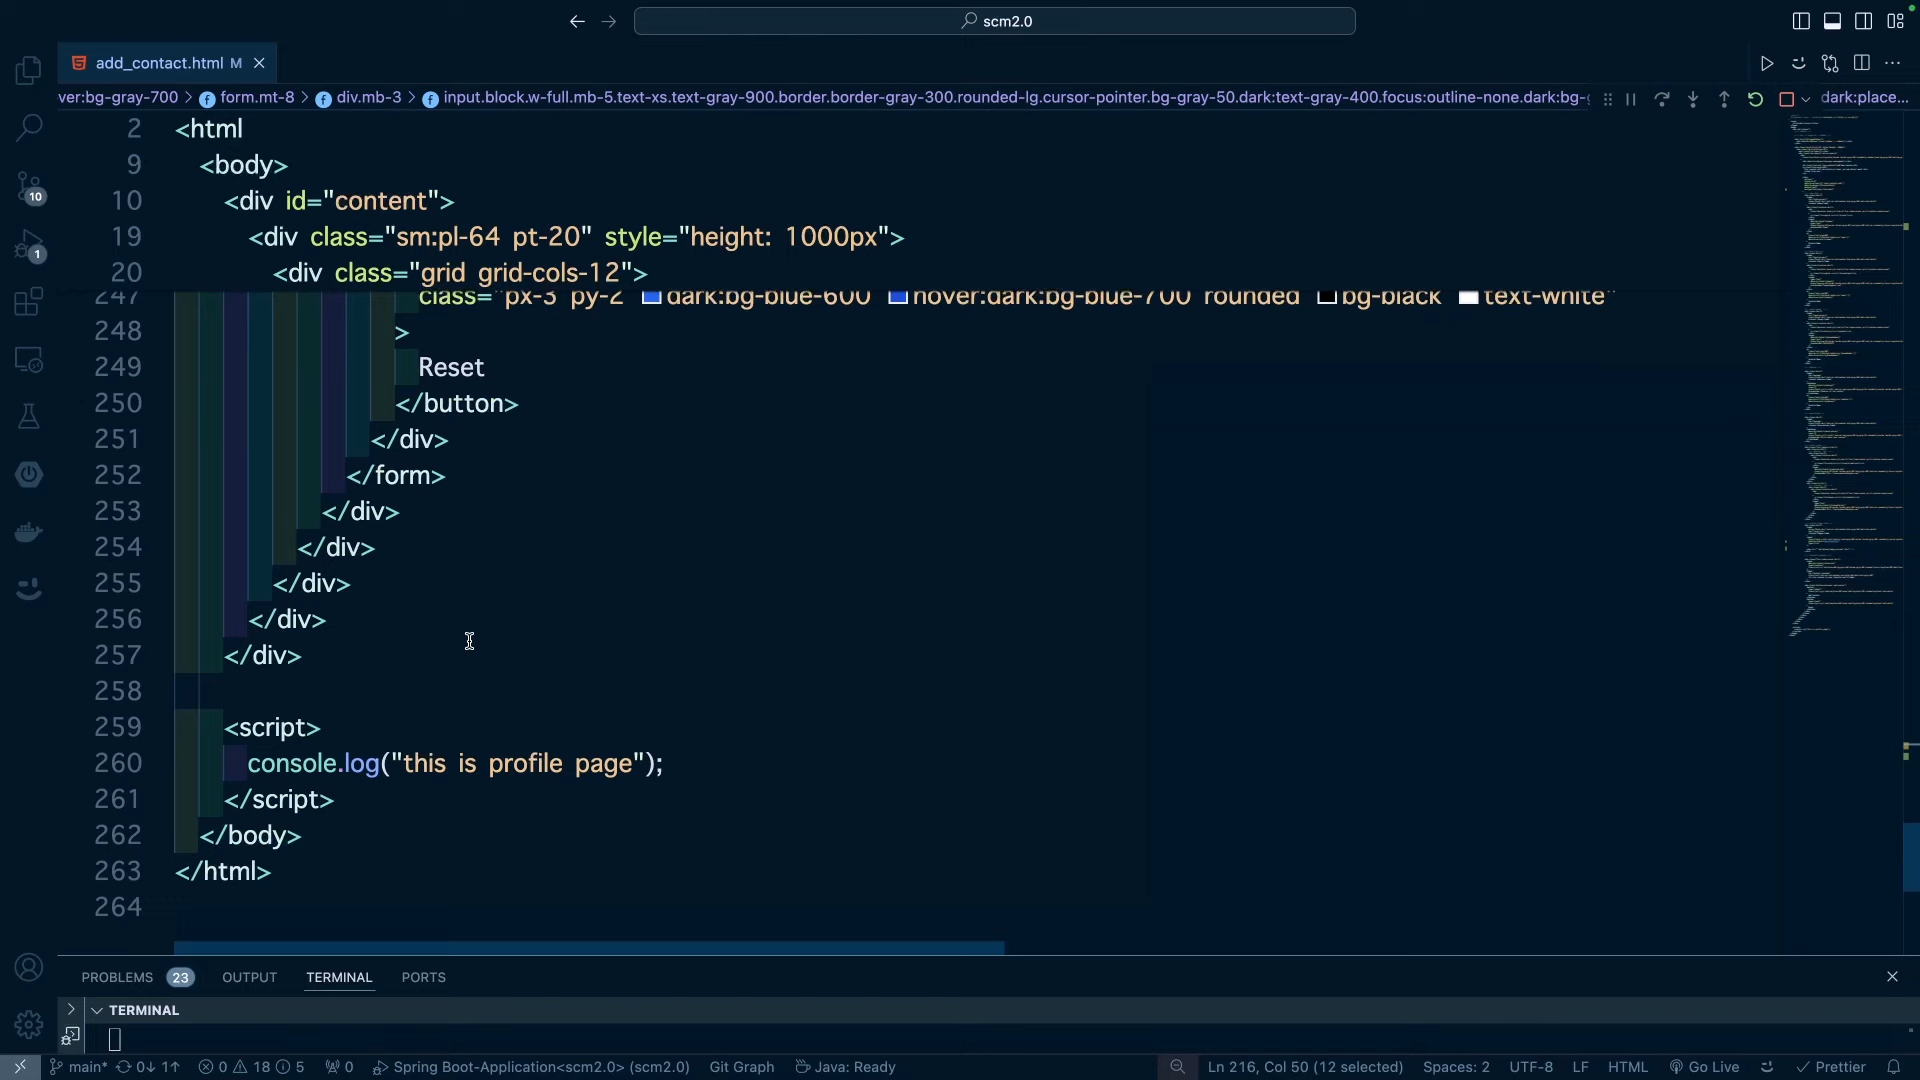 scm2.0
add_contact.html M
ver:bg-gray-700 > form.mt-8 > div.mb-3 > input.block.w-full.mb-5.text-xs.text-gray-900.border.border-gray-300.rounded-lg.cursor-pointer.bg-gray-50.dark:text-gray-400.focus:outline-none.dark:bg- dark:place...
2 <html
9 <body>
10 <div id="content">
19 <div class="sm:pl-64 pt-20" style="height: 1000px">
20 <div class="grid grid-cols-12">
247 class="px-3 py-2 dark:bg-blue-600 hover:dark:bg-blue-700 rounded bg-black text-white"
248 >
249 Reset
250 </button>
251 </div>
252 </form>
253 </div>
254 </div>
255 </div>
256 </div>
257 </div>
258
259 <script>
260 console.log("this is profile page");
261 </script>
262 </body>
263 </html>
264
PROBLEMS 23 OUTPUT TERMINAL PORTS
TERMINAL
10
1
main* 0↓ 1↑ 0 18 5 0 Spring Boot-Application<scm2.0> (scm2.0) Git Graph Java: Ready Ln 216, Col 50 (12 selected) Spaces: 2 UTF-8 LF HTML Go Live Prettier